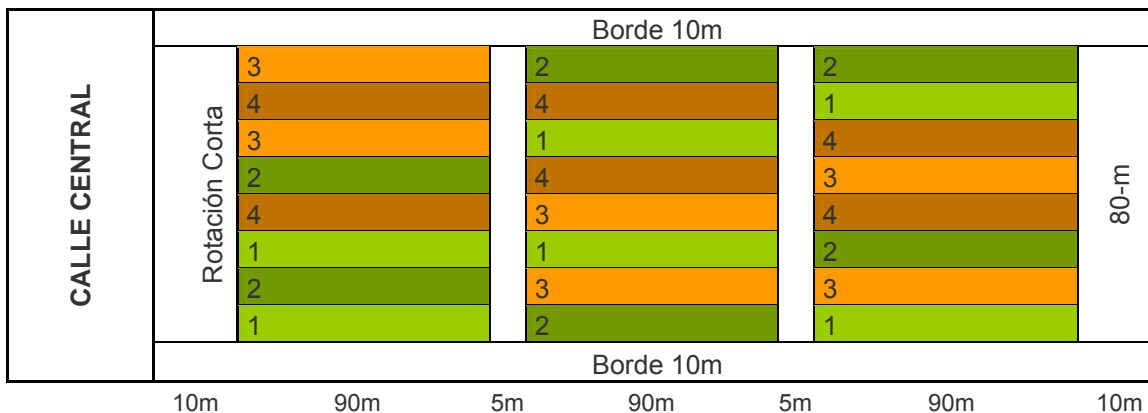 CALLE CENTRAL
Borde 10m
Rotación Corta
3 2 2
4 4 1
3 1 4
2 4 3
4 3 4
1 1 2
2 3 3
1 2 1
80-m
Borde 10m
10m 90m 5m 90m 5m 90m 10m